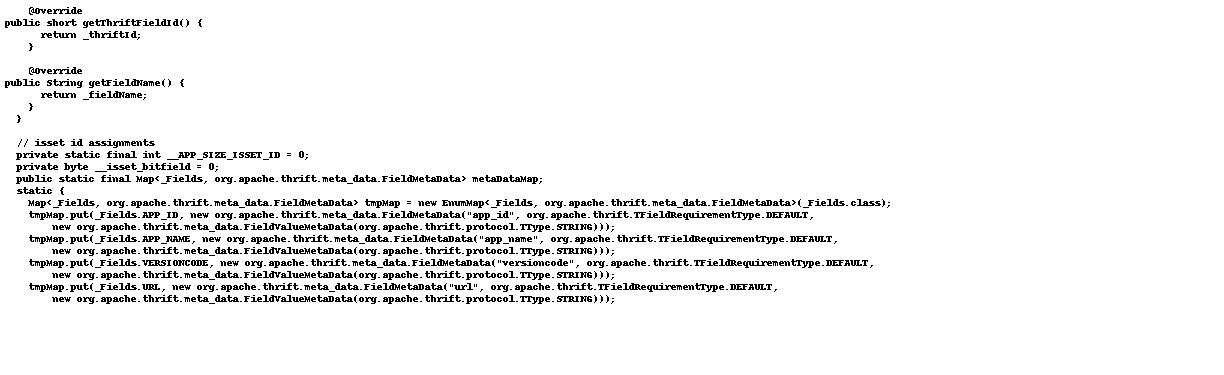 @Override
public short getThriftFieldId() {
      return _thriftId;
    }

    @Override
public String getFieldName() {
      return _fieldName;
    }
  }

  // isset id assignments
  private static final int __APP_SIZE_ISSET_ID = 0;
  private byte __isset_bitfield = 0;
  public static final Map<_Fields, org.apache.thrift.meta_data.FieldMetaData> metaDataMap;
  static {
    Map<_Fields, org.apache.thrift.meta_data.FieldMetaData> tmpMap = new EnumMap<_Fields, org.apache.thrift.meta_data.FieldMetaData>(_Fields.class);
    tmpMap.put(_Fields.APP_ID, new org.apache.thrift.meta_data.FieldMetaData("app_id", org.apache.thrift.TFieldRequirementType.DEFAULT,
        new org.apache.thrift.meta_data.FieldValueMetaData(org.apache.thrift.protocol.TType.STRING)));
    tmpMap.put(_Fields.APP_NAME, new org.apache.thrift.meta_data.FieldMetaData("app_name", org.apache.thrift.TFieldRequirementType.DEFAULT,
        new org.apache.thrift.meta_data.FieldValueMetaData(org.apache.thrift.protocol.TType.STRING)));
    tmpMap.put(_Fields.VERSIONCODE, new org.apache.thrift.meta_data.FieldMetaData("versioncode", org.apache.thrift.TFieldRequirementType.DEFAULT,
        new org.apache.thrift.meta_data.FieldValueMetaData(org.apache.thrift.protocol.TType.STRING)));
    tmpMap.put(_Fields.URL, new org.apache.thrift.meta_data.FieldMetaData("url", org.apache.thrift.TFieldRequirementType.DEFAULT,
        new org.apache.thrift.meta_data.FieldValueMetaData(org.apache.thrift.protocol.TType.STRING)));